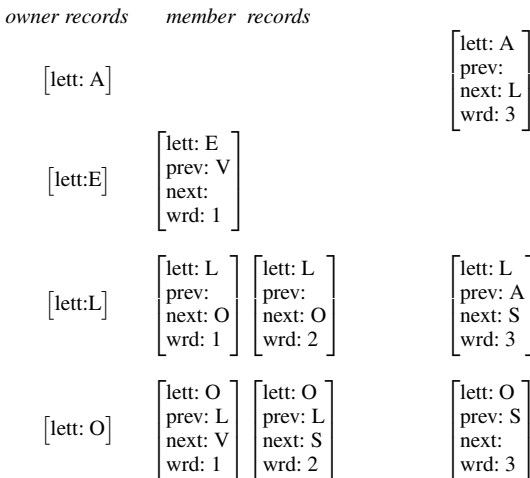 owner records member records
[lett: A]
lett: A
prev:
next: L
wrd: 3
[lett:E]
lett: E
prev: V
next:
wrd: 1
[lett:L]
lett: L
prev:
next: O
wrd: 1
lett: L
prev:
next: O
wrd: 2
lett: L
prev: A
next: S
wrd: 3
[lett: O]
lett: O
prev: L
next: V
wrd: 1
lett: O
prev: L
next: S
wrd: 2
lett: O
prev: S
next:
wrd: 3